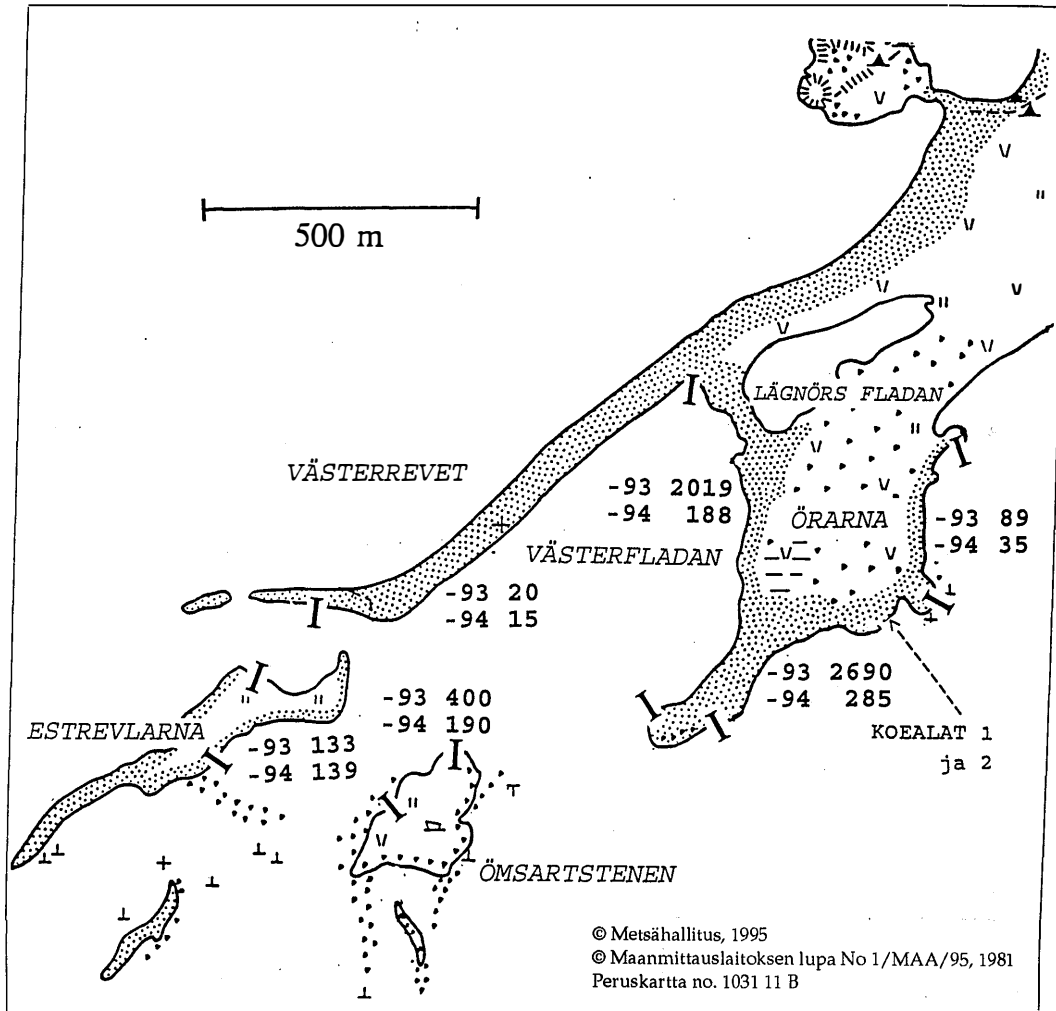 500 m
LÄGNÖRS FLADAN
VÄSTERREVET
-93 2019
-94 188
ÖRARNA
-93 89
-94 35
VÄSTERFLADAN
-93 20
-94 15
-93 2690
-94 285
-93 400
-94 190
ESTREVLARNA
-93 133
-94 139
KOEALAT 1
ja 2
ÖMSARTSTENEN
© Metsähallitus, 1995
© Maanmittauslaitoksen lupa No 1/MAA/95, 1981
Peruskartta no. 1031 11 B